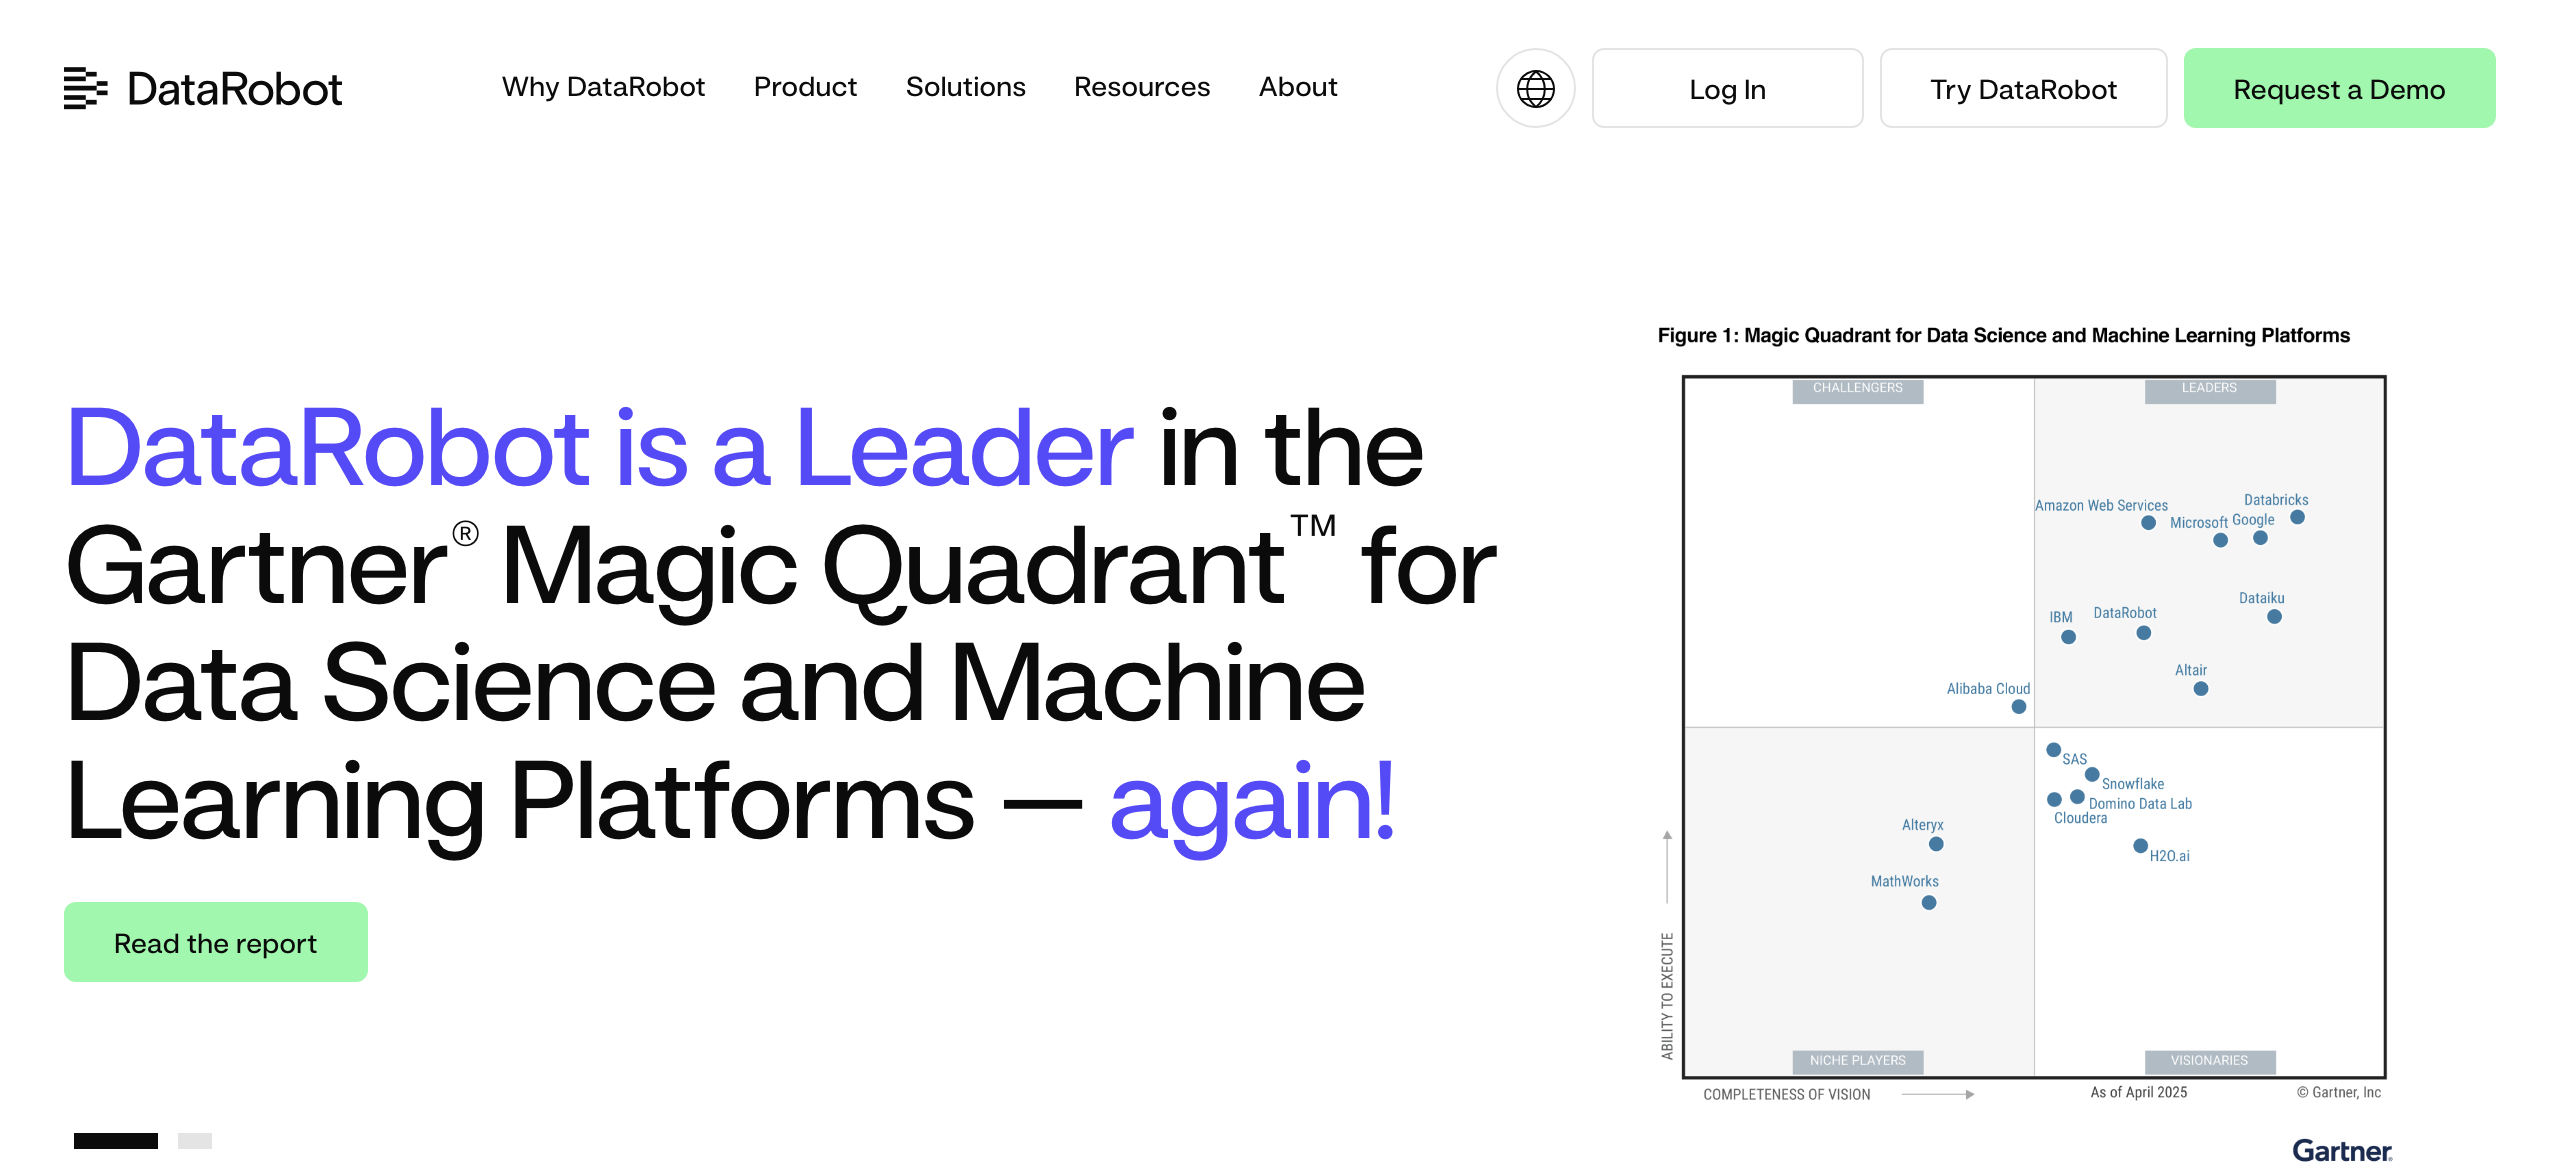 DataRobot
Why DataRobot
Product
Solutions
Resources
About
Log In
Try DataRobot
Request a Demo
DataRobot is a Leader in the
Gartner® Magic Quadrant™ for
Data Science and Machine
Learning Platforms — again!
Read the report
Figure 1: Magic Quadrant for Data Science and Machine Learning Platforms
CHALLENGERS
LEADERS
Databricks
Amazon Web Services
Google
Microsoft
Dataiku
DataRobot
IBM
Altair
Alibaba Cloud
SAS
Snowflake
Domino Data Lab
Cloudera
Alteryx
H2O.ai
MathWorks
ABILITY TO EXECUTE
NICHE PLAYERS
VISIONARIES
COMPLETENESS OF VISION
As of April 2025
© Gartner, Inc
Gartner